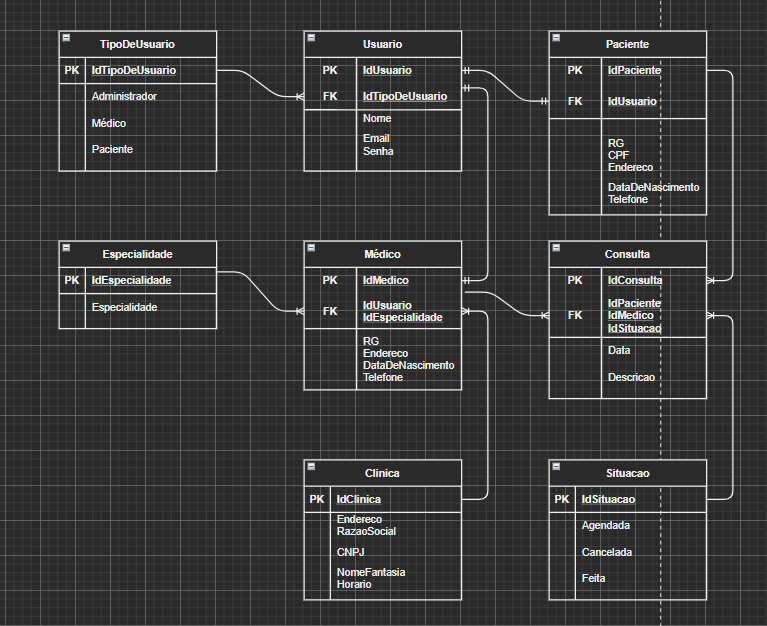 TipoDeUsuario
PK IdTipoDeUsuario
Administrador
Médico
Paciente
Usuario
PK IdUsuario
FK IdTipoDeUsuario
Nome
Email
Senha
Paciente
PK IdPaciente
FK IdUsuario
RG
CPF
Endereco
DataDeNascimento
Telefone
Especialidade
PK IdEspecialidade
Especialidade
Médico
PK IdMedico
FK IdUsuario
IdEspecialidade
RG
Endereco
DataDeNascimento
Telefone
Consulta
PK IdConsulta
IdPaciente
FK IdMedico
IdSituacao
Data
Descricao
Clinica
PK IdClinica
Endereco
RazaoSocial
CNPJ
NomeFantasia
Horario
Situacao
PK IdSituacao
Agendada
Cancelada
Feita